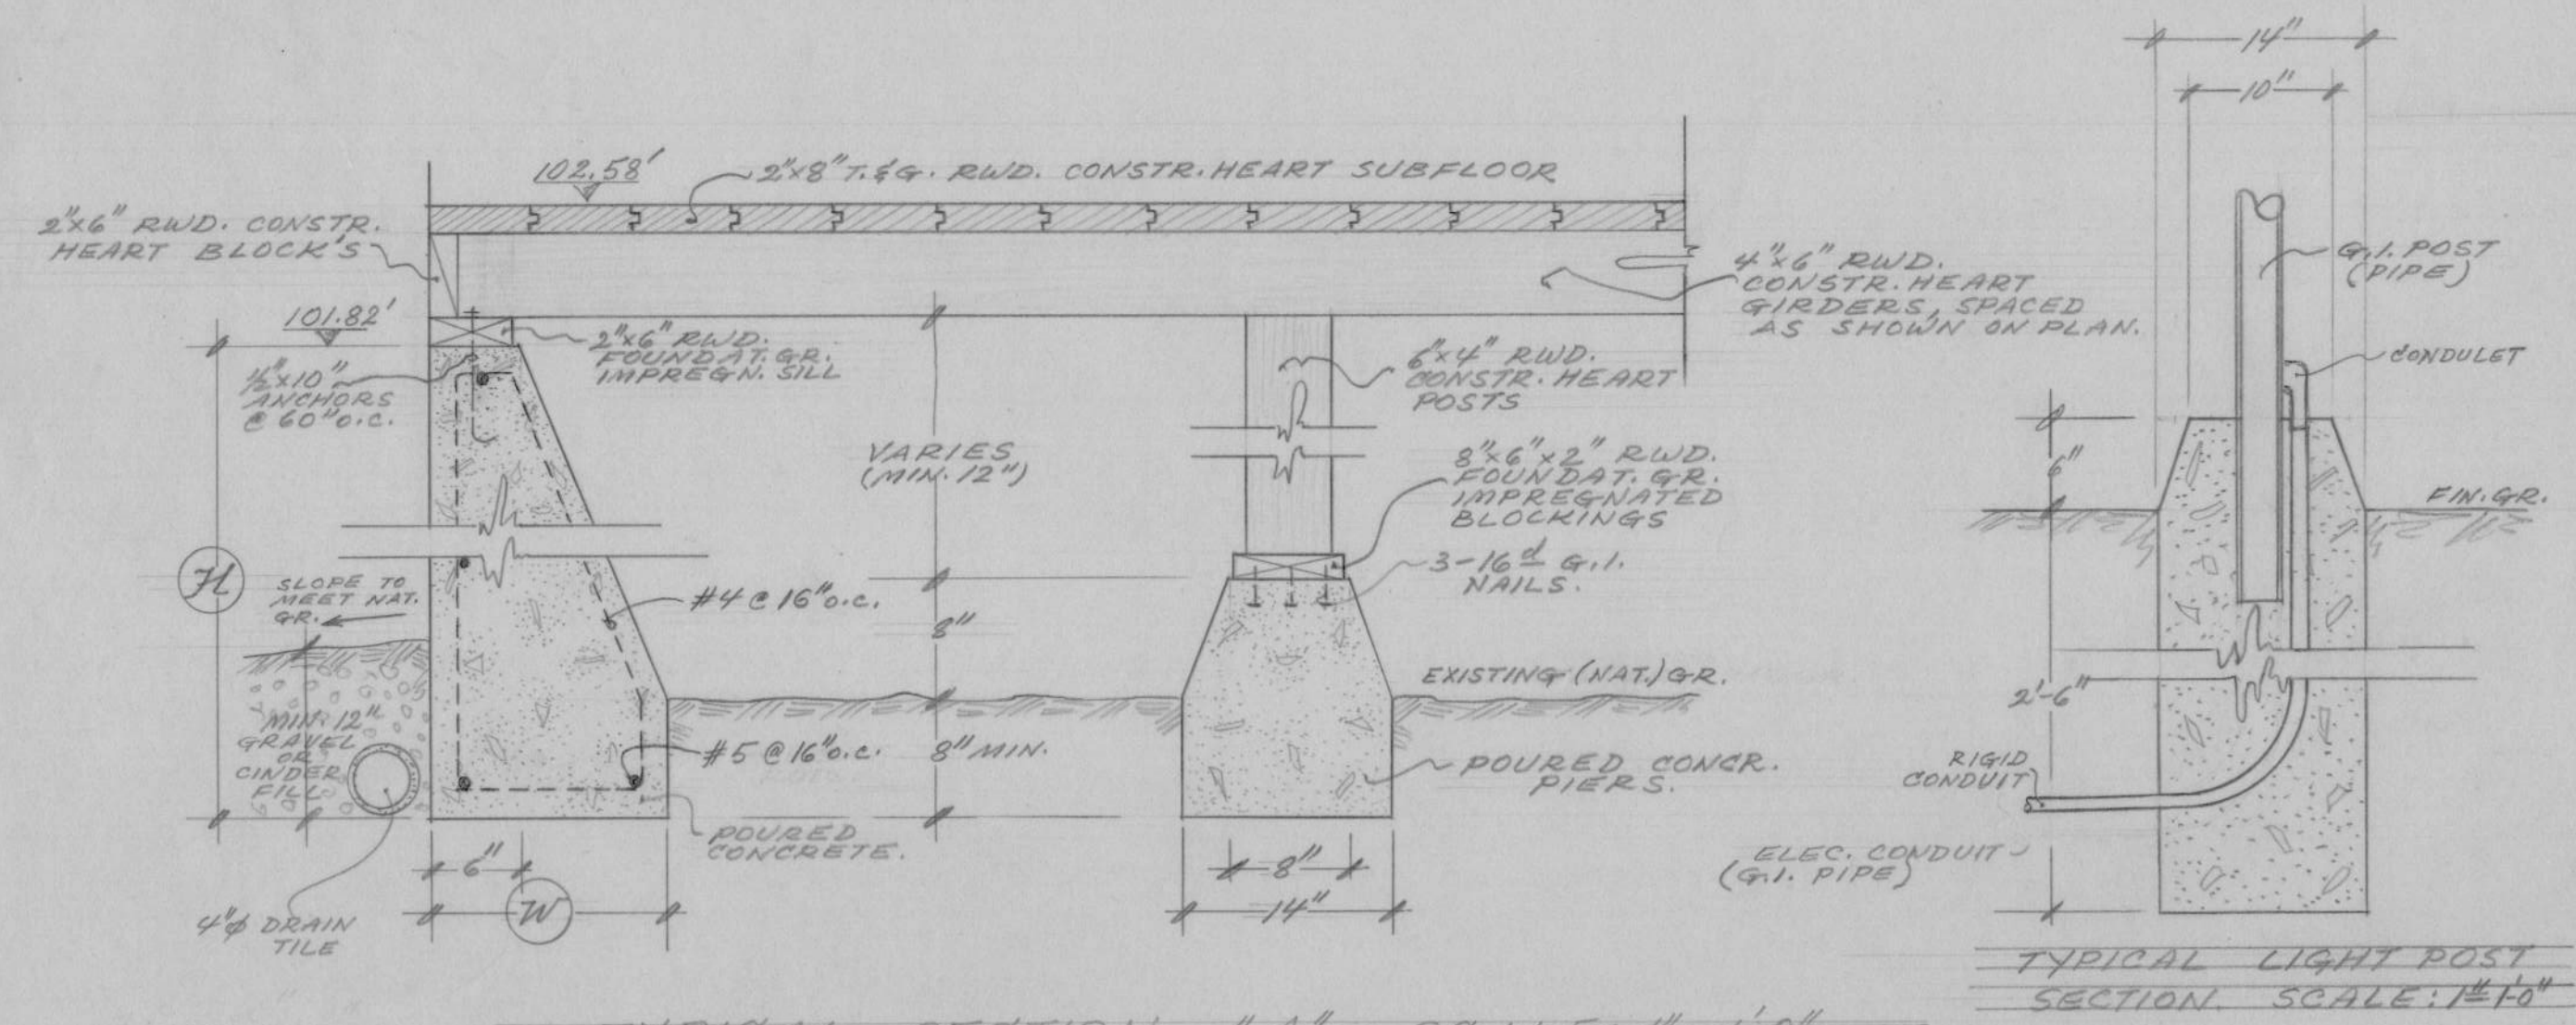 14"
10"
102.58'
2"x8" T.&G. RWD. CONSTR. HEART SUBFLOOR
2"x6" RWD. CONSTR.
HEART BLOCK'S
4"x6" RWD.
CONSTR. HEART
GIRDERS, SPACED
AS SHOWN ON PLAN.
G.I. POST
(PIPE)
101.82'
2"x6" RWD.
FOUNDAT. GR.
IMPREGN. SILL
1/2"x10"
ANCHORS
@ 60" O.C.
6"x4" RWD.
CONSTR. HEART
POSTS
CONDULET
VARIES
(MIN. 12")
8"x6"x2" RWD.
FOUNDAT. GR.
IMPREGNATED
BLOCKINGS
6"
FIN. GR.
3-16d G.I.
NAILS.
H
SLOPE TO
MEET NAT.
GR.
#4 @ 16" O.C.
8"
EXISTING (NAT.) GR.
2'-6"
MIN. 12"
GRAVEL
OR
CINDER
FILL
#5 @ 16" O.C.
8" MIN.
POURED CONCR.
PIERS.
RIGID
CONDUIT
POURED
CONCRETE.
ELEC. CONDUIT
(G.I. PIPE)
6"
8"
W
14"
4"ø DRAIN
TILE
TYPICAL LIGHT POST
SECTION. SCALE: 1"=1'-0"